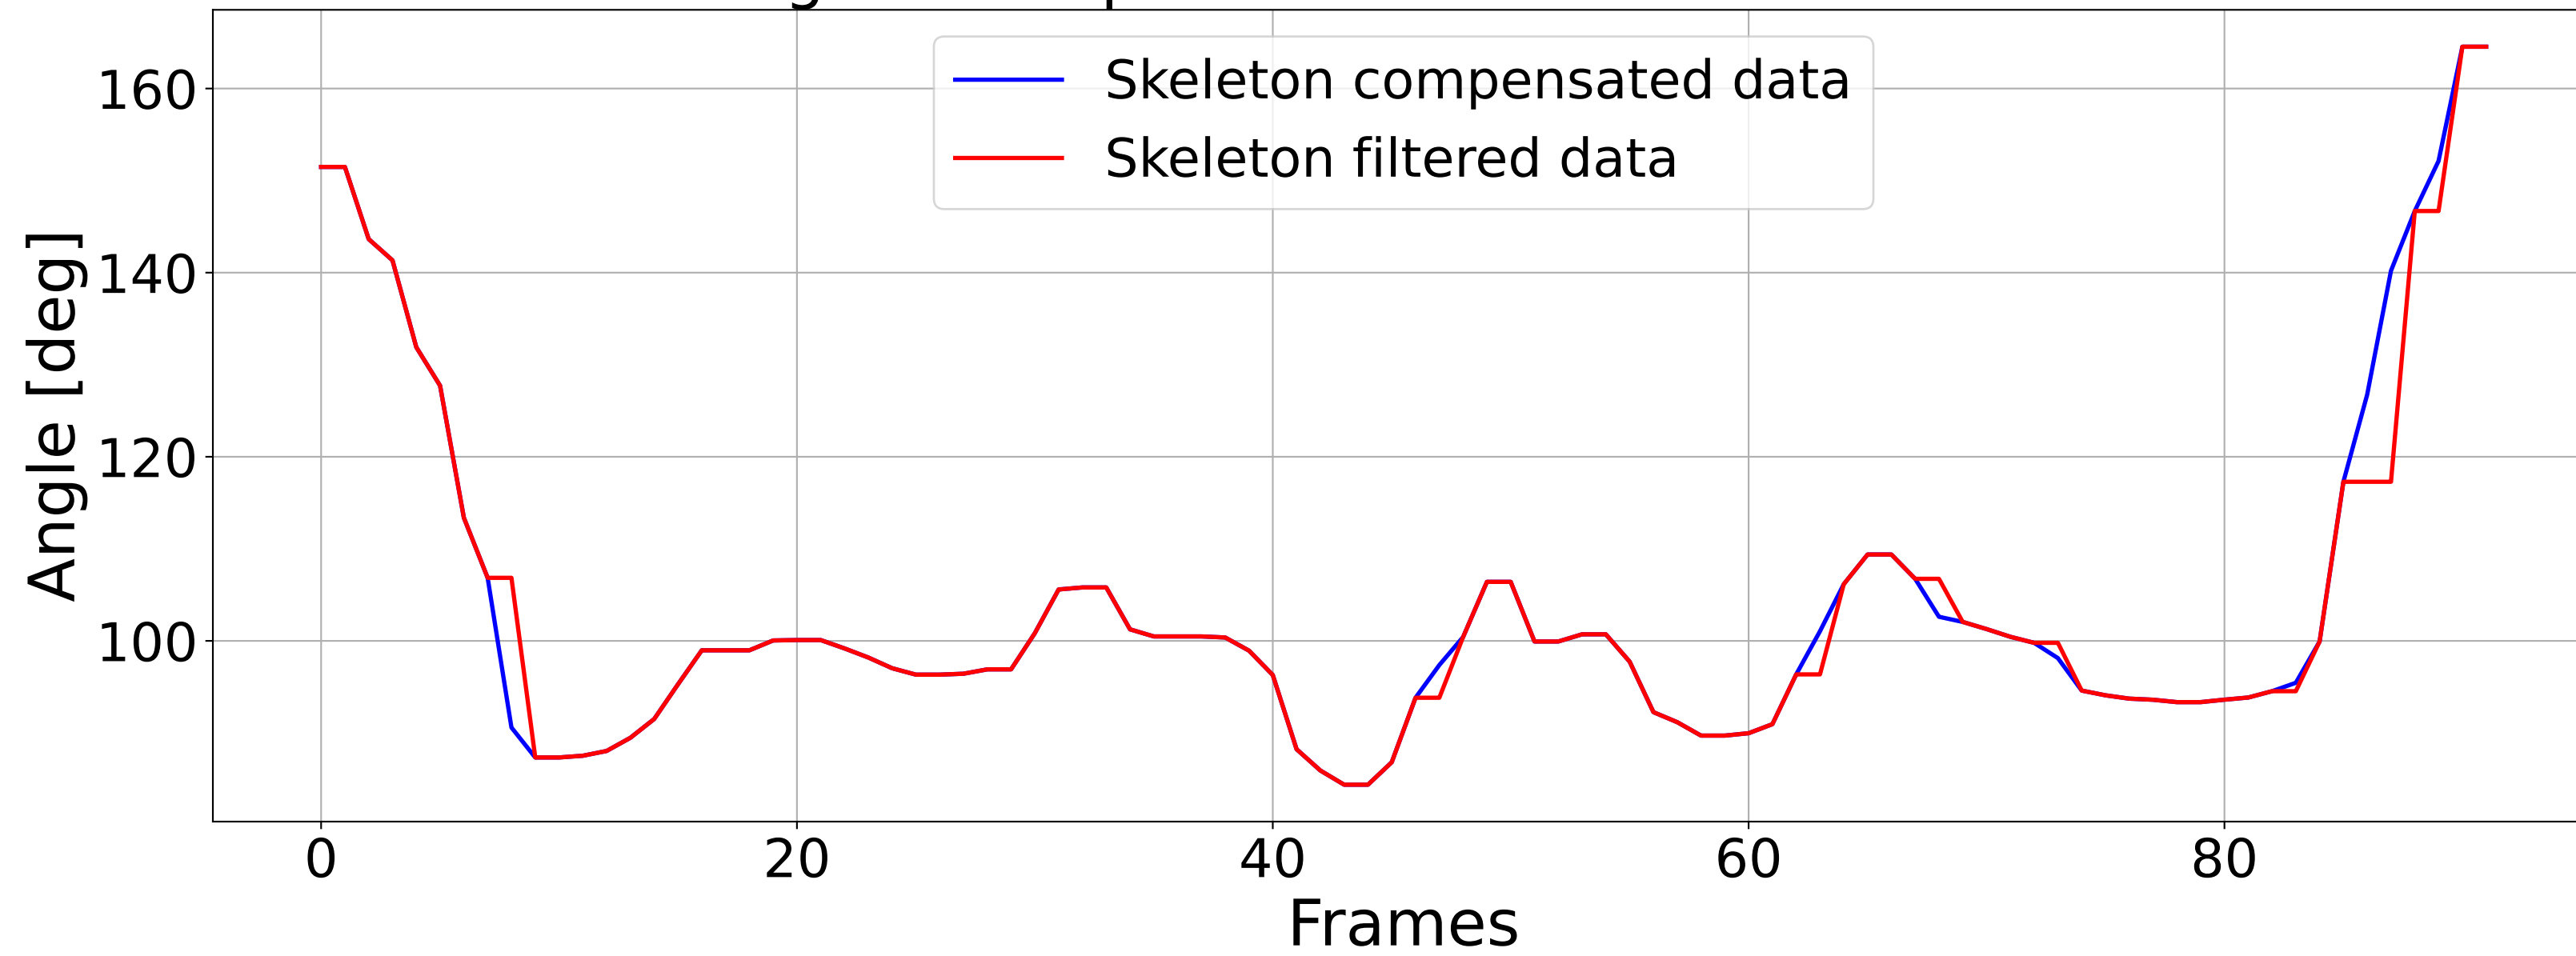 Skeleton compensated data
Skeleton filtered data
160
140
120
100
Angle [deg]
0 20 40 60 80
Frames